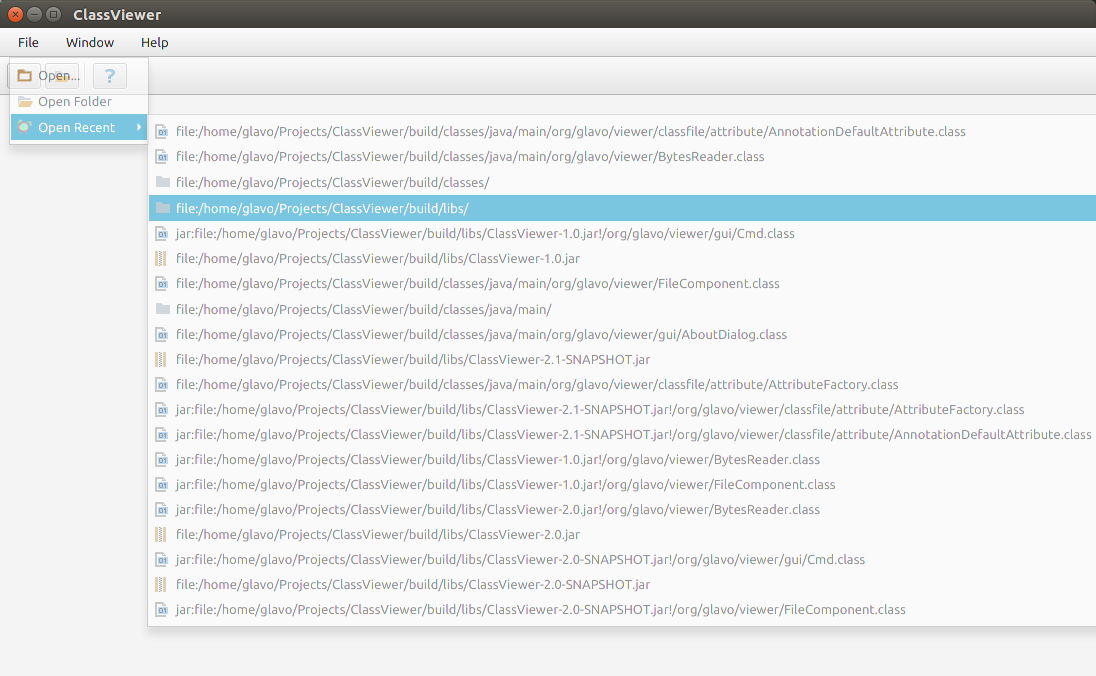 ClassViewer
File Window Help
Open...
?
Open Folder
Open Recent
file:/home/glavo/Projects/ClassViewer/build/classes/java/main/org/glavo/viewer/classfile/attribute/AnnotationDefaultAttribute.class
file:/home/glavo/Projects/ClassViewer/build/classes/java/main/org/glavo/viewer/BytesReader.class
file:/home/glavo/Projects/ClassViewer/build/classes/
file:/home/glavo/Projects/ClassViewer/build/libs/
jar:file:/home/glavo/Projects/ClassViewer/build/libs/ClassViewer-1.0.jar!/org/glavo/viewer/gui/Cmd.class
file:/home/glavo/Projects/ClassViewer/build/libs/ClassViewer-1.0.jar
file:/home/glavo/Projects/ClassViewer/build/classes/java/main/org/glavo/viewer/FileComponent.class
file:/home/glavo/Projects/ClassViewer/build/classes/java/main/
file:/home/glavo/Projects/ClassViewer/build/classes/java/main/org/glavo/viewer/gui/AboutDialog.class
file:/home/glavo/Projects/ClassViewer/build/libs/ClassViewer-2.1-SNAPSHOT.jar
file:/home/glavo/Projects/ClassViewer/build/classes/java/main/org/glavo/viewer/classfile/attribute/AttributeFactory.class
jar:file:/home/glavo/Projects/ClassViewer/build/libs/ClassViewer-2.1-SNAPSHOT.jar!/org/glavo/viewer/classfile/attribute/AttributeFactory.class
jar:file:/home/glavo/Projects/ClassViewer/build/libs/ClassViewer-2.1-SNAPSHOT.jar!/org/glavo/viewer/classfile/attribute/AnnotationDefaultAttribute.class
jar:file:/home/glavo/Projects/ClassViewer/build/libs/ClassViewer-1.0.jar!/org/glavo/viewer/BytesReader.class
jar:file:/home/glavo/Projects/ClassViewer/build/libs/ClassViewer-1.0.jar!/org/glavo/viewer/FileComponent.class
jar:file:/home/glavo/Projects/ClassViewer/build/libs/ClassViewer-2.0.jar!/org/glavo/viewer/BytesReader.class
file:/home/glavo/Projects/ClassViewer/build/libs/ClassViewer-2.0.jar
jar:file:/home/glavo/Projects/ClassViewer/build/libs/ClassViewer-2.0-SNAPSHOT.jar!/org/glavo/viewer/gui/Cmd.class
file:/home/glavo/Projects/ClassViewer/build/libs/ClassViewer-2.0-SNAPSHOT.jar
jar:file:/home/glavo/Projects/ClassViewer/build/libs/ClassViewer-2.0-SNAPSHOT.jar!/org/glavo/viewer/FileComponent.class